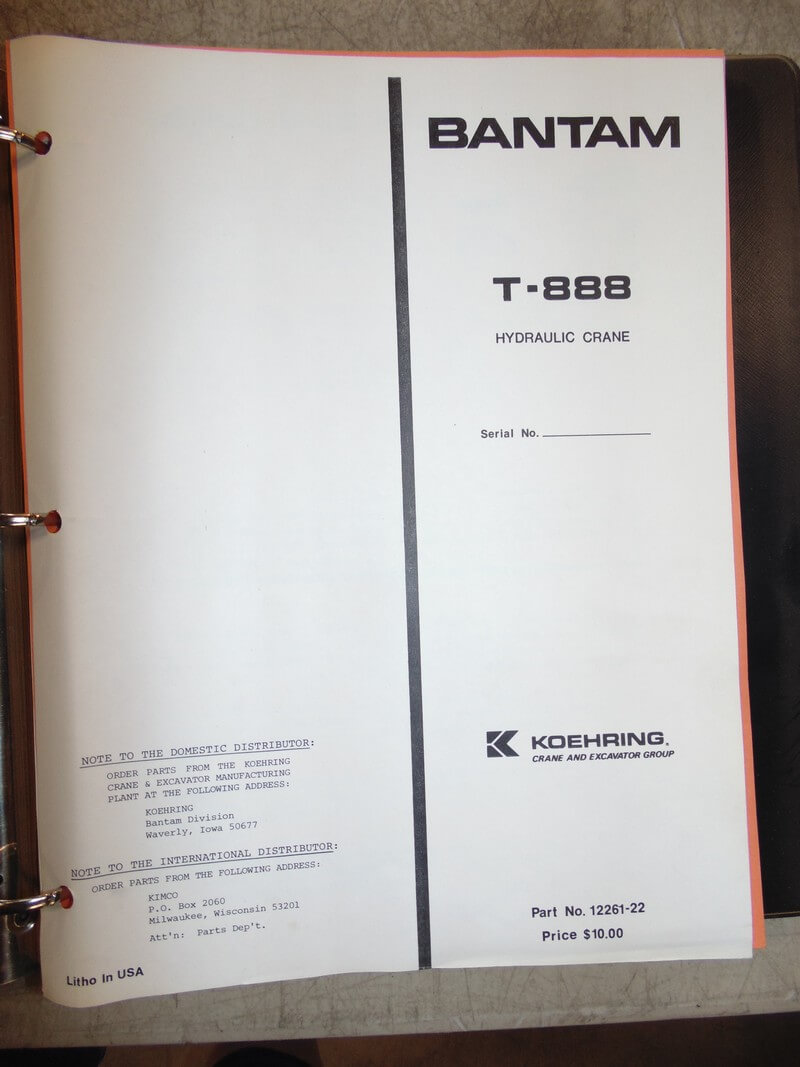 BANTAM
T-888
HYDRAULIC CRANE
Serial No.
KOEHRING.
CRANE AND EXCAVATOR GROUP
Part No. 12261-22
Price $10.00
NOTE TO THE DOMESTIC DISTRIBUTOR:
ORDER PARTS FROM THE KOEHRING
CRANE & EXCAVATOR MANUFACTURING
PLANT AT THE FOLLOWING ADDRESS:
KOEHRING
Bantam Division
Waverly, Iowa 50677
NOTE TO THE INTERNATIONAL DISTRIBUTOR:
ORDER PARTS FROM THE FOLLOWING ADDRESS:
KIMCO
P.O. Box 2060
Milwaukee, Wisconsin 53201
Att'n: Parts Dep't.
Litho In USA